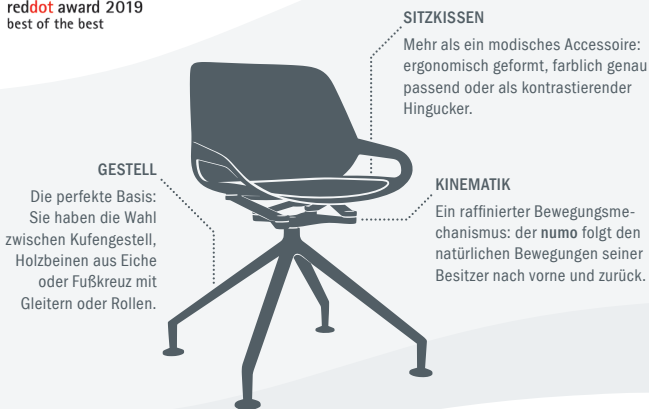 reddot award 2019
best of the best
SITZKISSEN
Mehr als ein modisches Accessoire:
ergonomisch geformt, farblich genau
passend oder als kontrastierender
Hingucker.
GESTELL
Die perfekte Basis:
Sie haben die Wahl
zwischen Kufengestell,
Holzbeinen aus Eiche
oder Fußkreuz mit
Gleitern oder Rollen.
KINEMATIK
Ein raffinierter Bewegungsme-
chanismus: der numo folgt den
natürlichen Bewegungen seiner
Besitzer nach vorne und zurück.